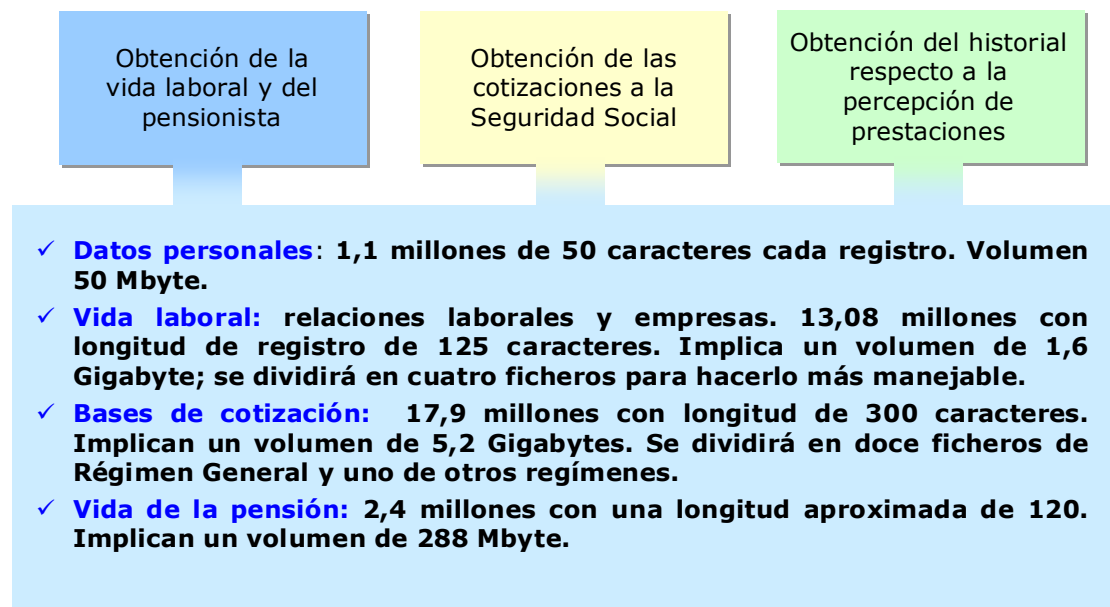 Obtención de la
vida laboral y del
pensionista
Obtención de las
cotizaciones a la
Seguridad Social
Obtención del historial
respecto a la
percepción de
prestaciones
✓ Datos personales: 1,1 millones de 50 caracteres cada registro. Volumen
50 Mbyte.
✓ Vida laboral: relaciones laborales y empresas. 13,08 millones con
longitud de registro de 125 caracteres. Implica un volumen de 1,6
Gigabyte; se dividirá en cuatro ficheros para hacerlo más manejable.
✓ Bases de cotización: 17,9 millones con longitud de 300 caracteres.
Implican un volumen de 5,2 Gigabytes. Se dividirá en doce ficheros de
Régimen General y uno de otros regímenes.
✓ Vida de la pensión: 2,4 millones con una longitud aproximada de 120.
Implican un volumen de 288 Mbyte.